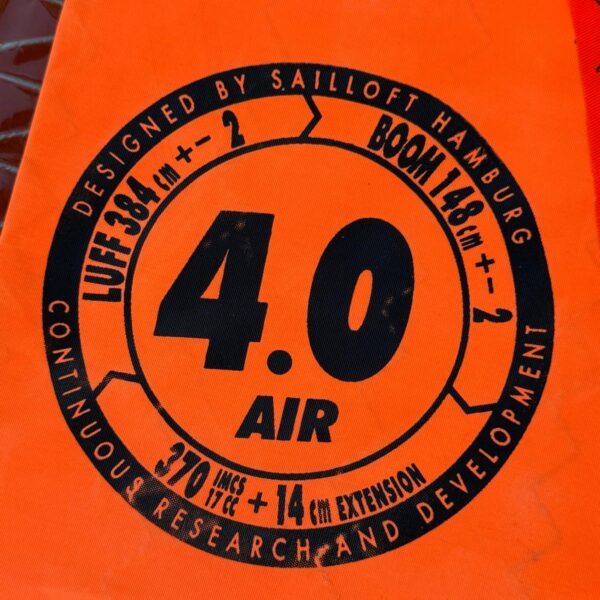 DESIGNED BY SAILLOFT HAMBURG
LUFF 384 cm +- 2
BOOM 148 cm +- 2
4.0
AIR
370 IMCS 17 CC + 14 cm EXTENSION
CONTINUOUS RESEARCH AND DEVELOPMENT